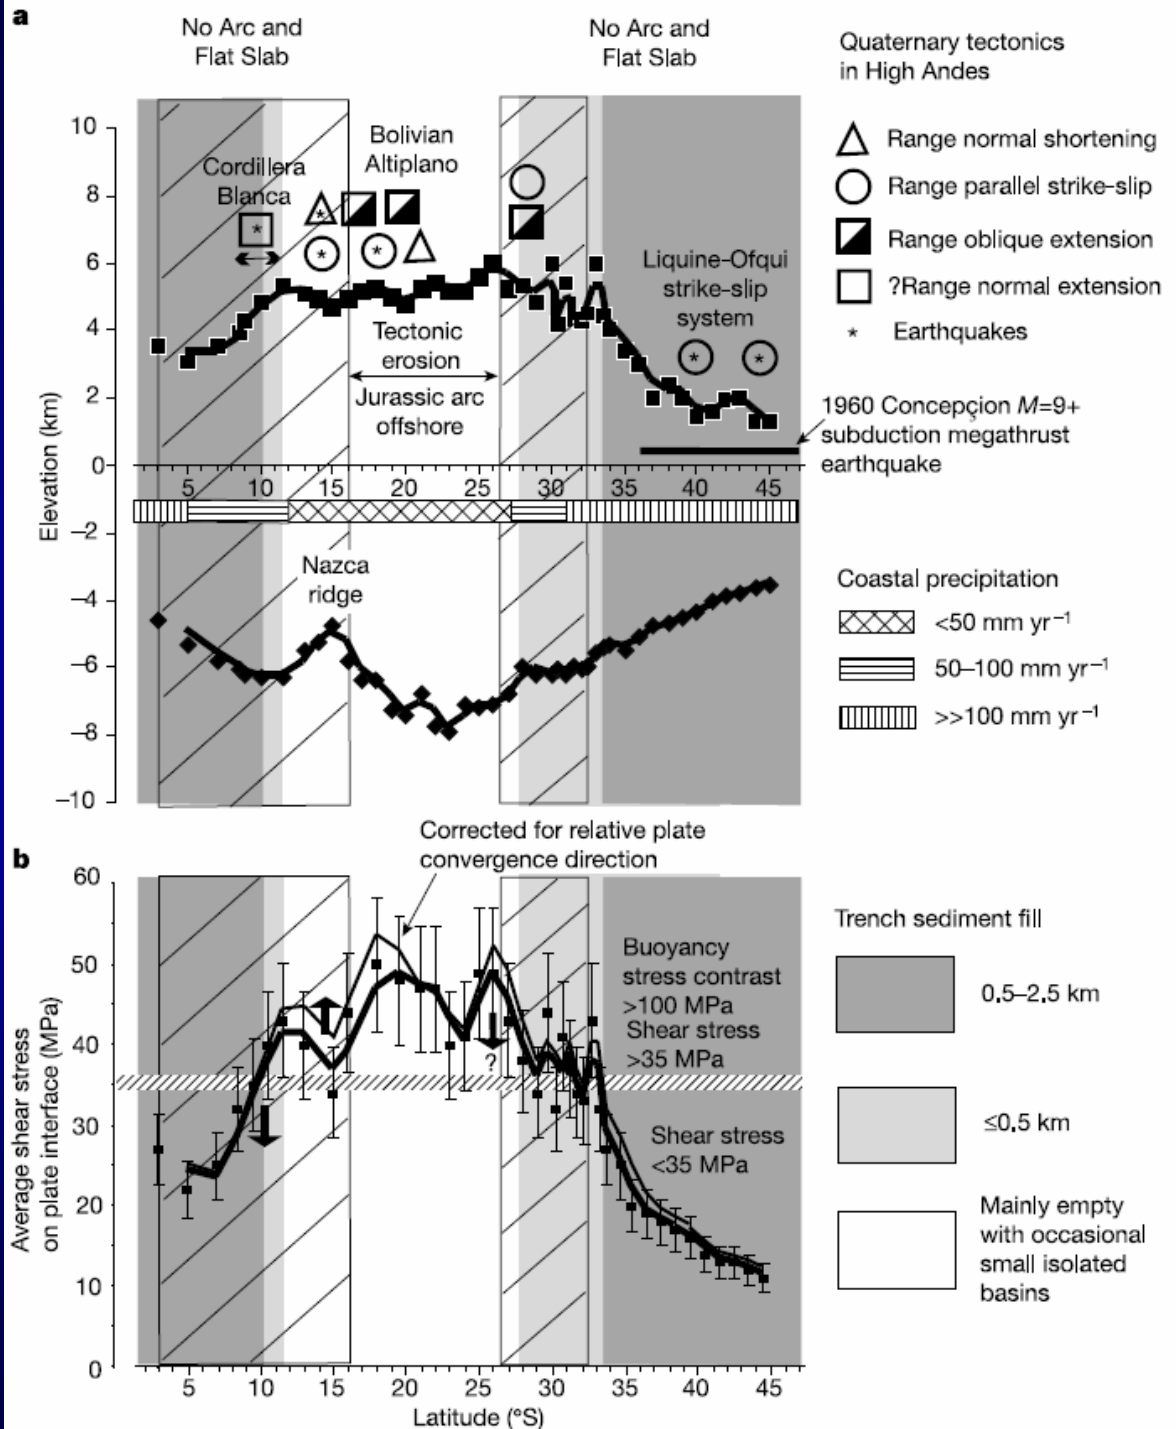 a
No Arc and
Flat Slab
No Arc and
Flat Slab
Quaternary tectonics
in High Andes
Range normal shortening
Range parallel strike-slip
Range oblique extension
?Range normal extension
* Earthquakes
10
8
6
4
2
0
−2
−4
−6
−8
−10
Elevation (km)
Cordillera
Blanca
Bolivian
Altiplano
Tectonic
erosion
Jurassic arc
offshore
Liquine-Ofqui
strike-slip
system
1960 Concepçion M=9+
subduction megathrust
earthquake
5 10 15 20 25 30 35 40 45
Nazca
ridge
Coastal precipitation
<50 mm yr⁻¹
50–100 mm yr⁻¹
>>100 mm yr⁻¹
b
Corrected for relative plate
convergence direction
60
50
40
30
20
10
0
Average shear stress
on plate interface (MPa)
?
Buoyancy
stress contrast
>100 MPa
Shear stress
>35 MPa
Shear stress
<35 MPa
Trench sediment fill
0.5–2.5 km
≤0.5 km
Mainly empty
with occasional
small isolated
basins
5 10 15 20 25 30 35 40 45
Latitude (°S)